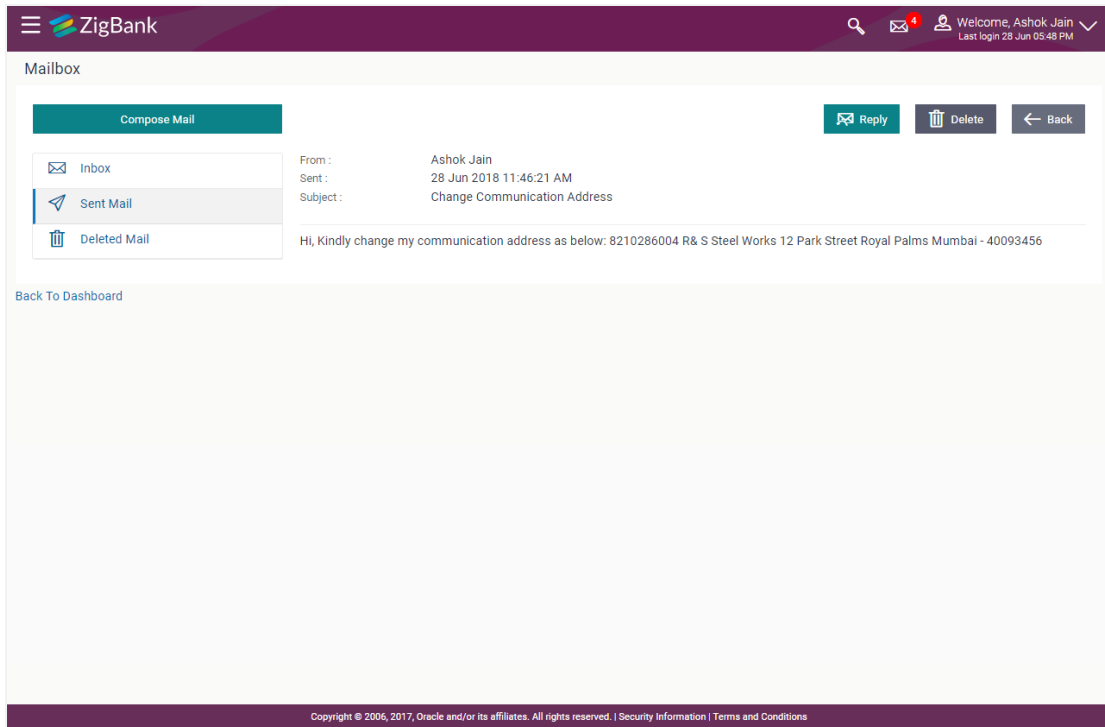 ZigBank
4
Welcome, Ashok Jain
Last login 28 Jun 05:48 PM
Mailbox
Compose Mail
Reply
Delete
Back
Inbox
Sent Mail
Deleted Mail
From : Ashok Jain
Sent : 28 Jun 2018 11:46:21 AM
Subject : Change Communication Address
Hi, Kindly change my communication address as below: 8210286004 R& S Steel Works 12 Park Street Royal Palms Mumbai - 40093456
Back To Dashboard
Copyright © 2006, 2017, Oracle and/or its affiliates. All rights reserved. | Security Information | Terms and Conditions